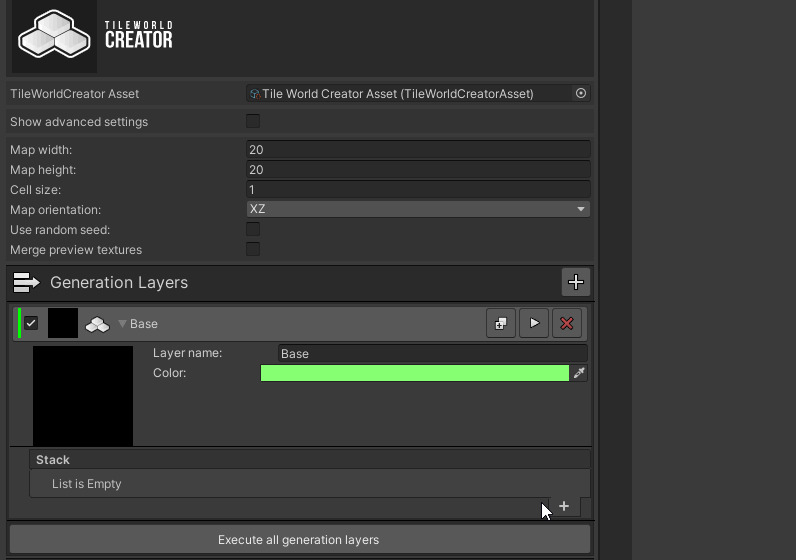 TILEWORLD
CREATOR
TileWorldCreator Asset
Tile World Creator Asset (TileWorldCreatorAsset)
Show advanced settings
Map width:
20
Map height:
20
Cell size:
1
Map orientation:
XZ
Use random seed:
Merge preview textures
Generation Layers
Base
Layer name:
Base
Color:
Stack
List is Empty
Execute all generation layers